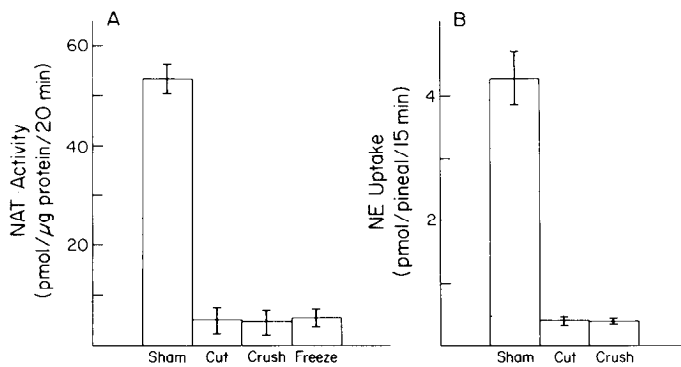 A
60
40
20
NAT Activity
(pmol/μg protein/20 min)
Sham Cut Crush Freeze
B
4
2
NE Uptake
(pmol/pineal/15 min)
Sham Cut Crush